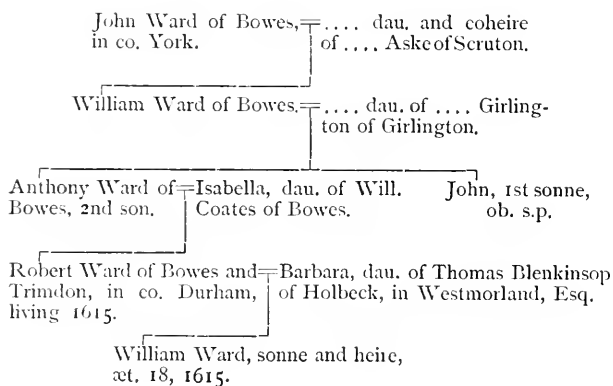 John Ward of Bowes, = .... dau. and coheire
in co. York. of .... Aske of Scruton.
William Ward of Bowes. = .... dau. of .... Girling-
ton of Girlington.
Anthony Ward of = Isabella, dau. of Will.
Bowes, 2nd son. Coates of Bowes.
John, 1st sonne,
ob. s.p.
Robert Ward of Bowes and = Barbara, dau. of Thomas Blenkinsop
Trimdon, in co. Durham, of Holbeck, in Westmorland, Esq.
living 1615.
William Ward, sonne and heire,
æt. 18, 1615.